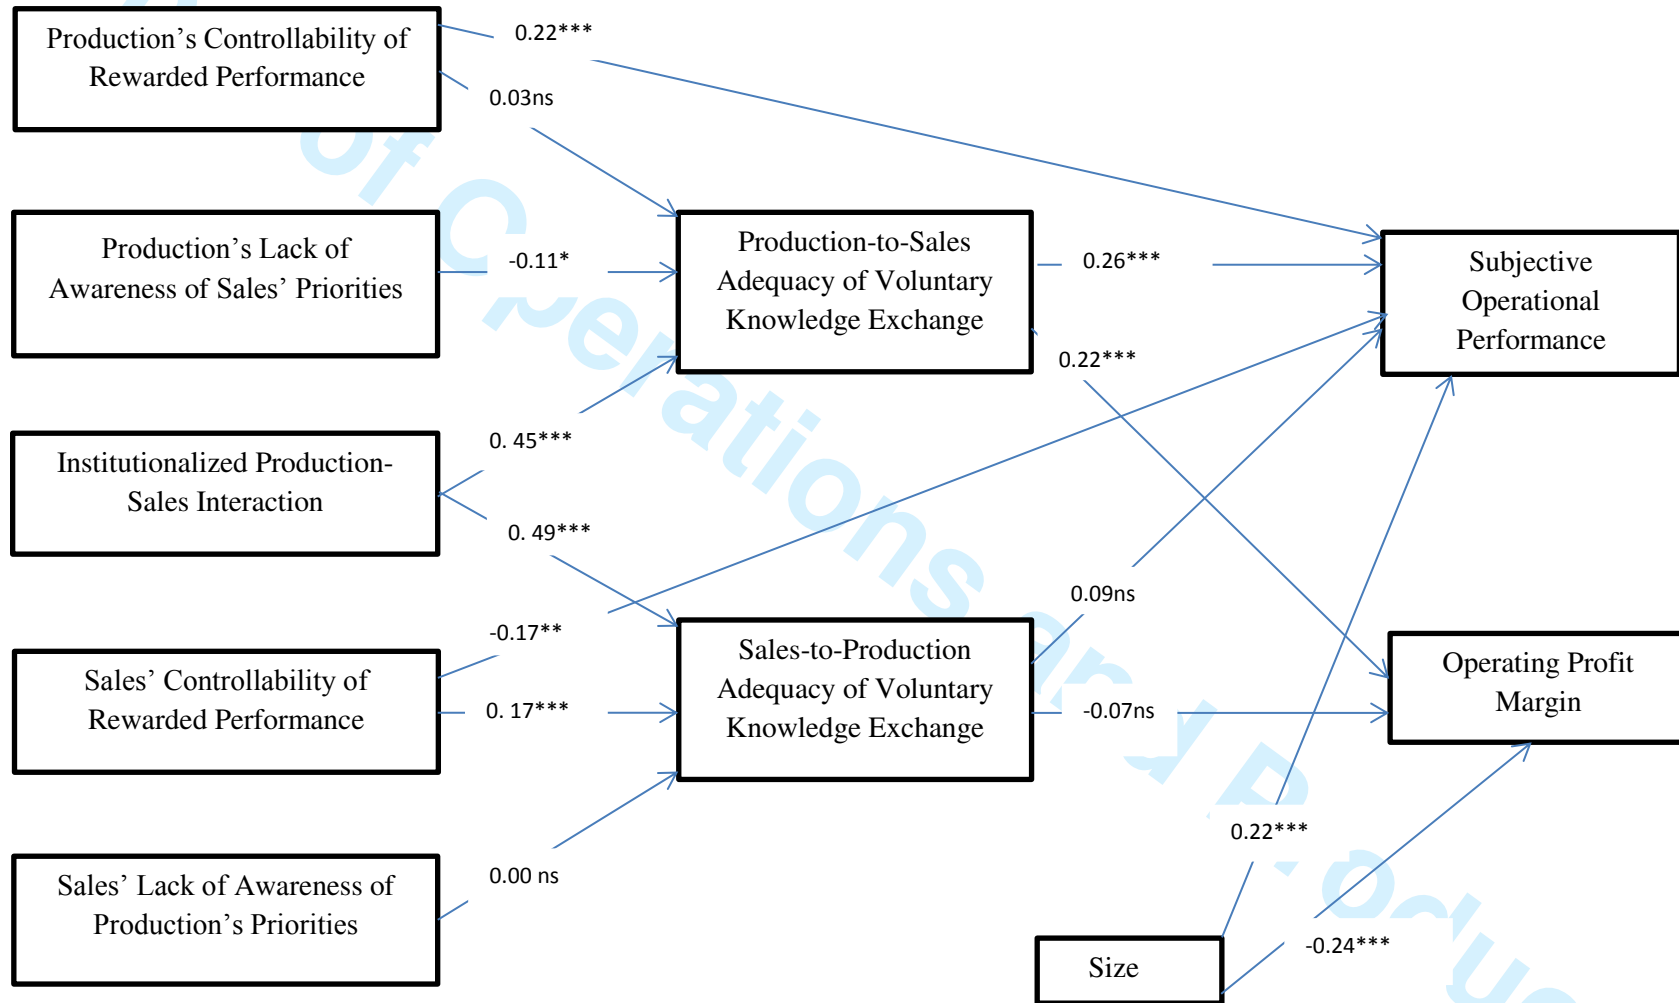 Production’s Controllability of
Rewarded Performance
0.22***
0.03ns
Production’s Lack of
Awareness of Sales’ Priorities
-0.11*
Production-to-Sales
Adequacy of Voluntary
Knowledge Exchange
0.26***
Subjective
Operational
Performance
0.22***
Institutionalized Production-
Sales Interaction
0. 45***
0. 49***
Sales’ Controllability of
Rewarded Performance
-0.17**
0. 17***
Sales-to-Production
Adequacy of Voluntary
Knowledge Exchange
0.09ns
-0.07ns
Operating Profit
Margin
Sales’ Lack of Awareness of
Production’s Priorities
0.00 ns
0.22***
-0.24***
Size
of Operations and Produc